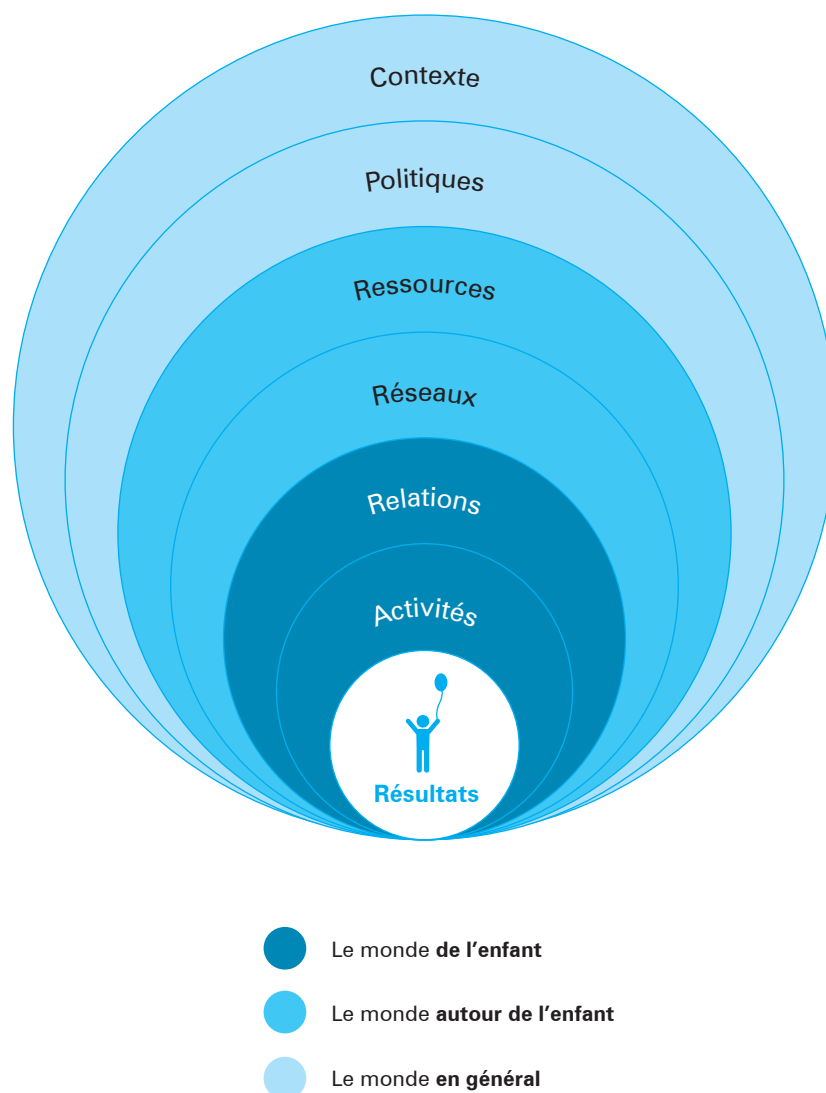 Contexte
Politiques
Ressources
Réseaux
Relations
Activités
Résultats
Le monde de l’enfant
Le monde autour de l’enfant
Le monde en général